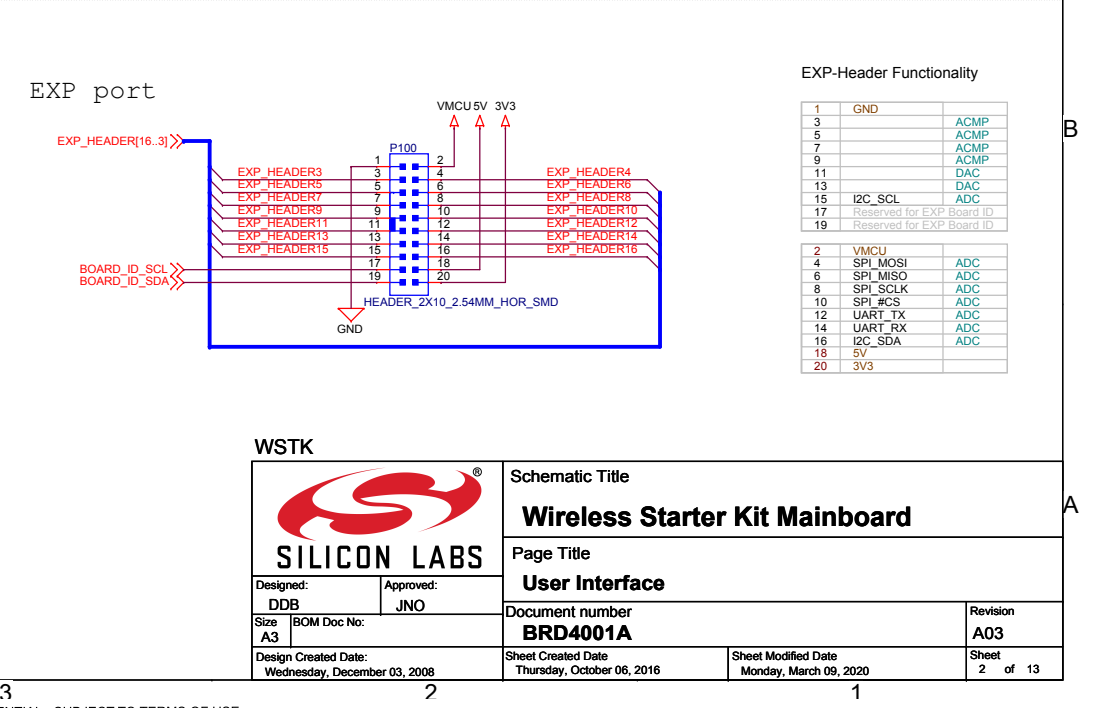 EXP port
EXP-Header Functionality
B
VMCU 5V 3V3
EXP_HEADER[16..3]
P100
1 2
EXP_HEADER3 3 4 EXP_HEADER4
EXP_HEADER5 5 6 EXP_HEADER6
EXP_HEADER7 7 8 EXP_HEADER8
EXP_HEADER9 9 10 EXP_HEADER10
EXP_HEADER11 11 12 EXP_HEADER12
EXP_HEADER13 13 14 EXP_HEADER14
EXP_HEADER15 15 16 EXP_HEADER16
BOARD_ID_SCL 17 18
BOARD_ID_SDA 19 20
HEADER_2X10_2.54MM_HOR_SMD
GND
1 GND
3 ACMP
5 ACMP
7 ACMP
9 ACMP
11 DAC
13 DAC
15 I2C_SCL ADC
17 Reserved for EXP Board ID
19 Reserved for EXP Board ID
2 VMCU
4 SPI_MOSI ADC
6 SPI_MISO ADC
8 SPI_SCLK ADC
10 SPI_#CS ADC
12 UART_TX ADC
14 UART_RX ADC
16 I2C_SDA ADC
18 5V
20 3V3
WSTK
®
SILICON LABS
Schematic Title
Wireless Starter Kit Mainboard
A
Page Title
User Interface
Designed: Approved:
DDB JNO
Size BOM Doc No:
A3
Document number Revision
BRD4001A A03
Design Created Date: Sheet Created Date Sheet Modified Date Sheet
Wednesday, December 03, 2008 Thursday, October 06, 2016 Monday, March 09, 2020 2 of 13
3 2 1